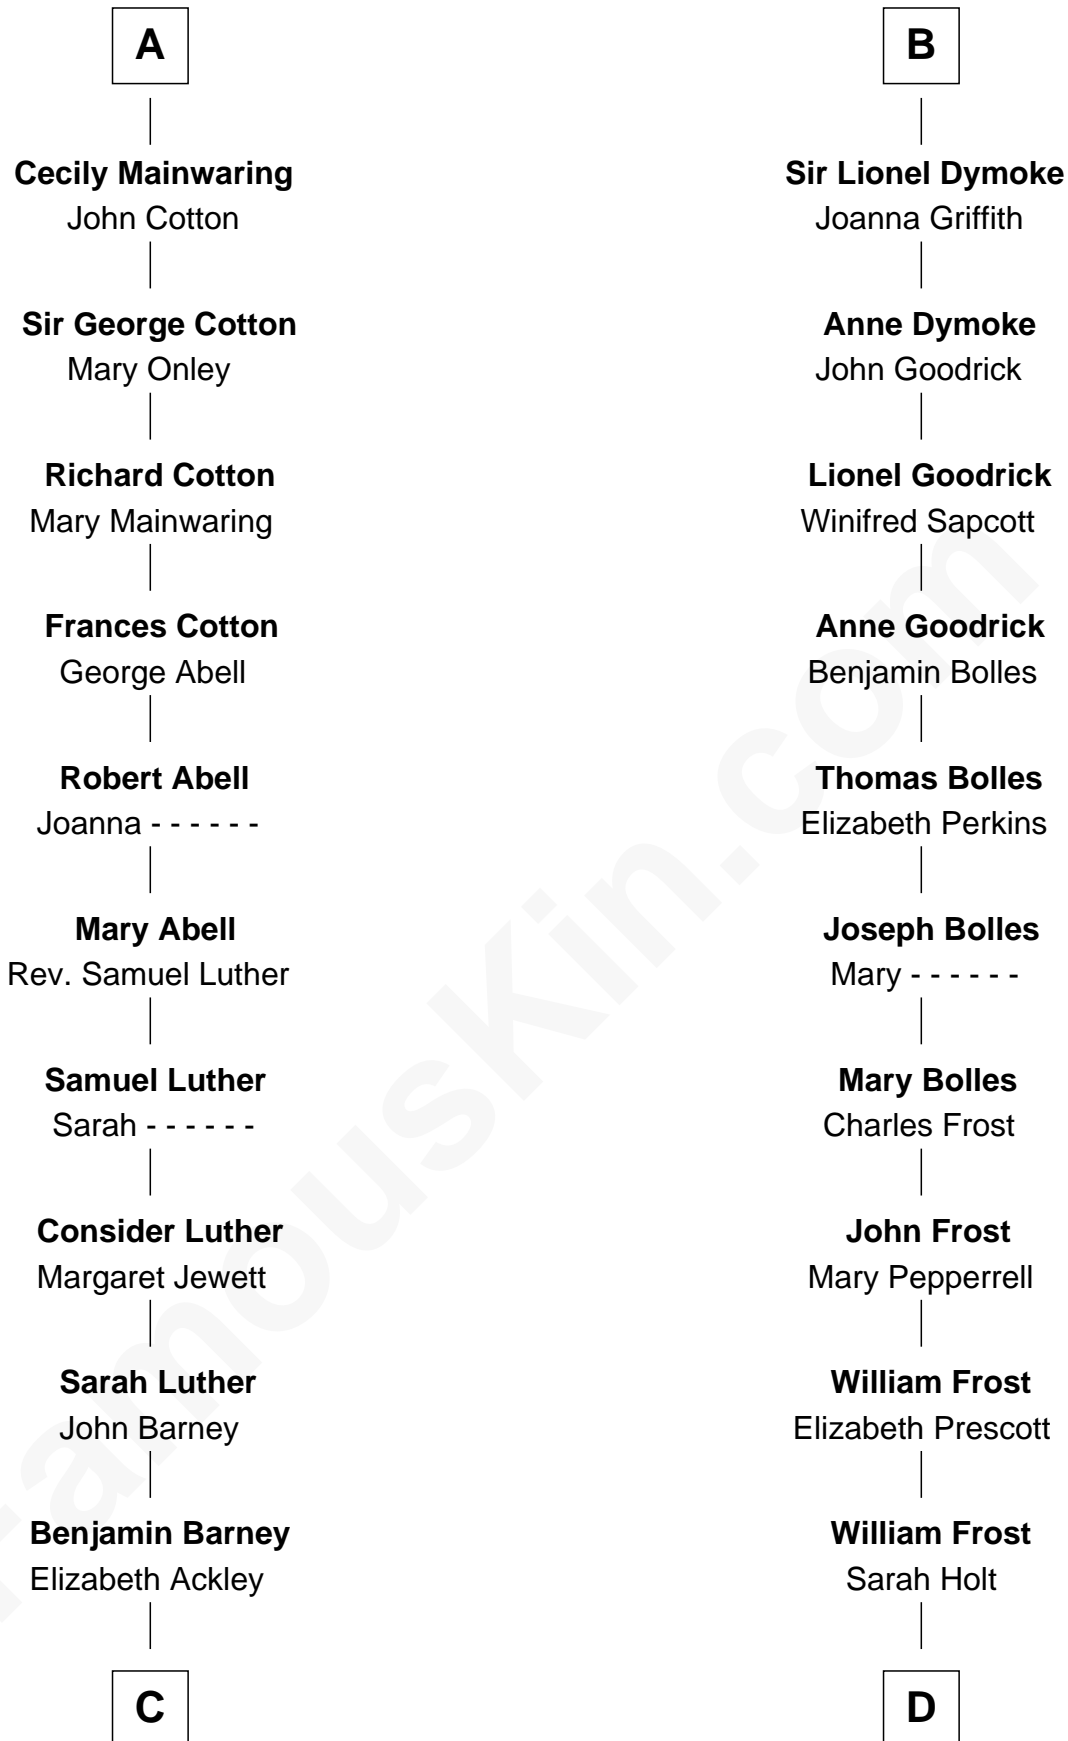 A
Cecily Mainwaring
John Cotton
Sir George Cotton
Mary Onley
Richard Cotton
Mary Mainwaring
Frances Cotton
George Abell
Robert Abell
Joanna - - - - - -
Mary Abell
Rev. Samuel Luther
Samuel Luther
Sarah - - - - - -
Consider Luther
Margaret Jewett
Sarah Luther
John Barney
Benjamin Barney
Elizabeth Ackley
C
B
Sir Lionel Dymoke
Joanna Griffith
Anne Dymoke
John Goodrick
Lionel Goodrick
Winifred Sapcott
Anne Goodrick
Benjamin Bolles
Thomas Bolles
Elizabeth Perkins
Joseph Bolles
Mary - - - - - -
Mary Bolles
Charles Frost
John Frost
Mary Pepperrell
William Frost
Elizabeth Prescott
William Frost
Sarah Holt
D
FamousKin.com